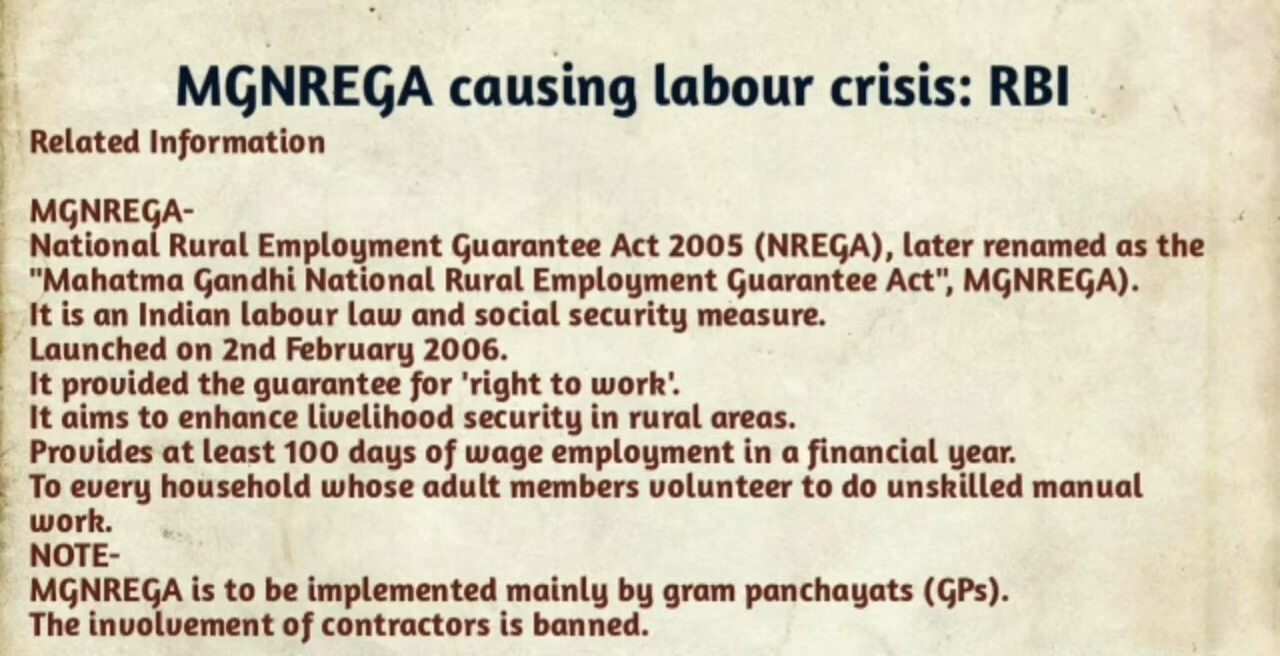 MGNREGA causing labour crisis: RBI
Related Information
MGNREGA-
National Rural Employment Guarantee Act 2005 (NREGA), later renamed as the
"Mahatma Gandhi National Rural Employment Guarantee Act", MGNREGA).
It is an Indian labour law and social security measure.
Launched on 2nd February 2006.
It provided the guarantee for 'right to work'.
It aims to enhance livelihood security in rural areas.
Provides at least 100 days of wage employment in a financial year.
To every household whose adult members volunteer to do unskilled manual
work.
NOTE-
MGNREGA is to be implemented mainly by gram panchayats (GPs).
The involvement of contractors is banned.